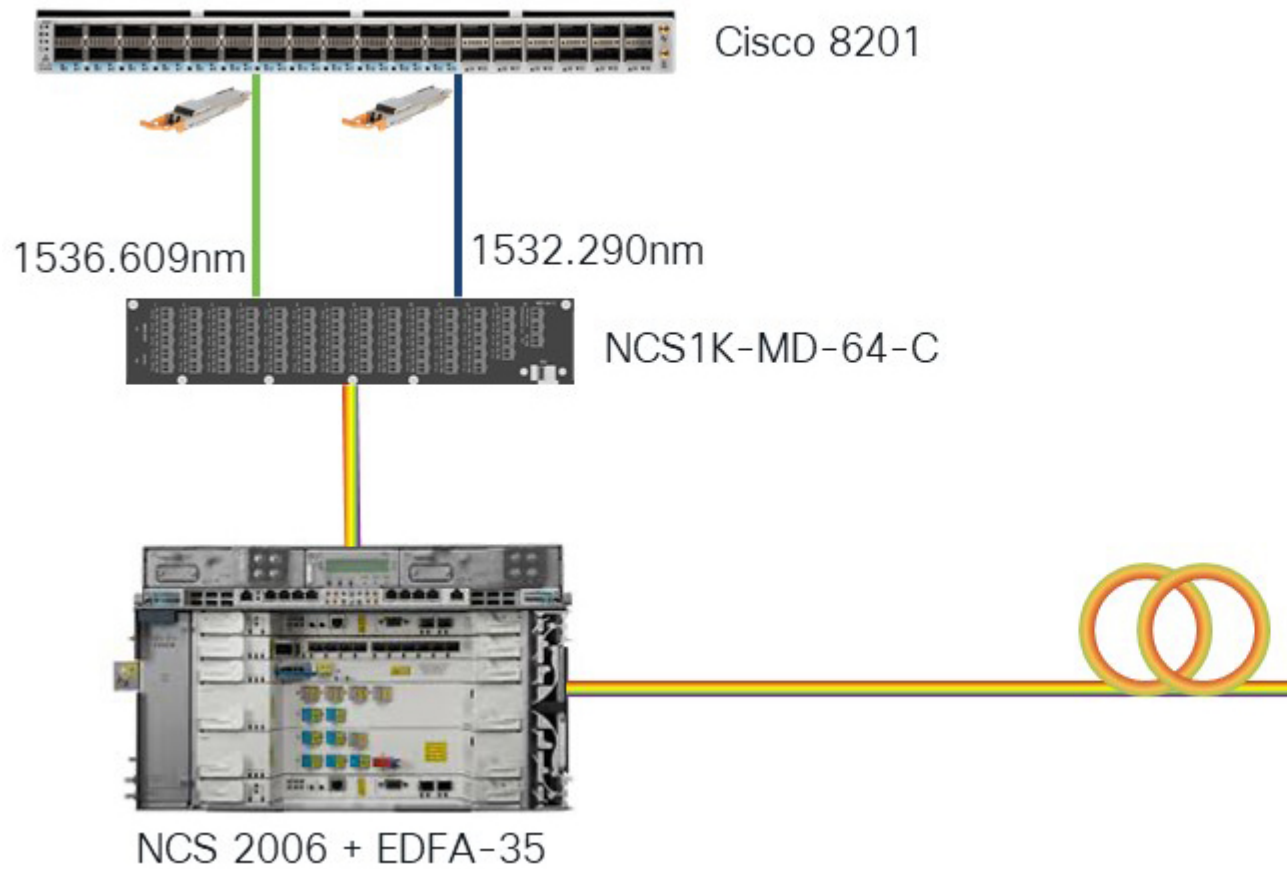 Cisco 8201
1536.609nm
1532.290nm
NCS1K-MD-64-C
NCS 2006 + EDFA-35